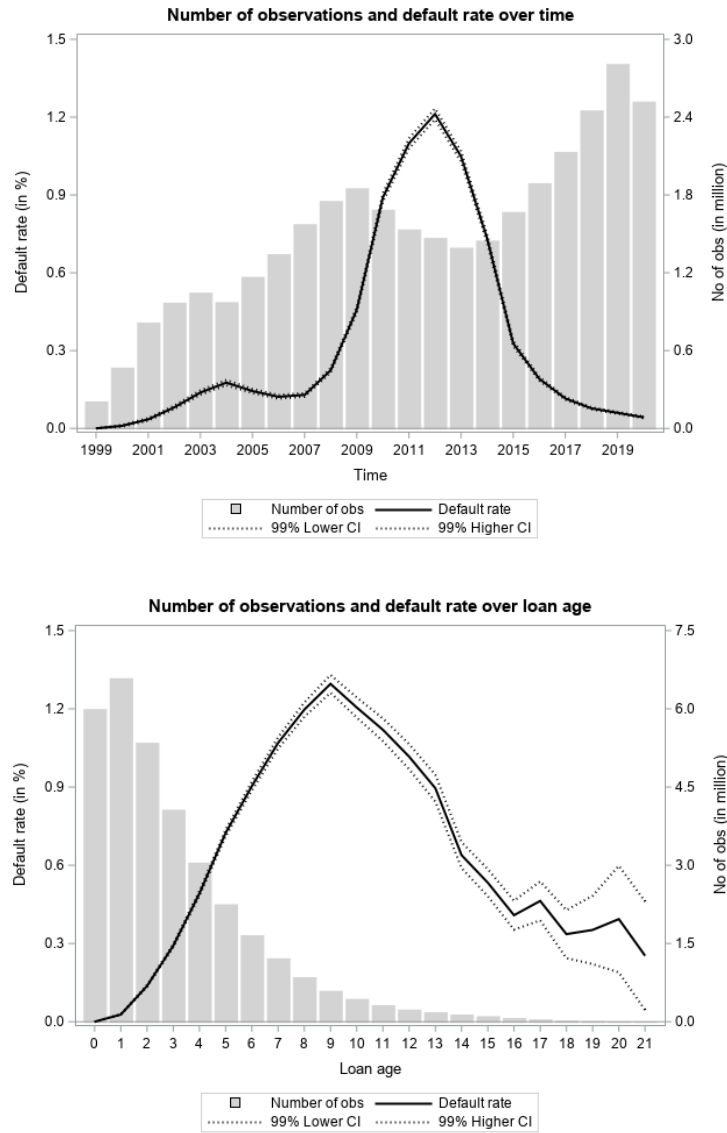 Number of observations and default rate over time
1.5
1.2
0.9
0.6
0.3
0.0
Default rate (in %)
3.0
2.4
1.8
1.2
0.6
0.0
No of obs (in million)
1999 2001 2003 2005 2007 2009 2011 2013 2015 2017 2019
Time
Number of obs Default rate
99% Lower CI 99% Higher CI
Number of observations and default rate over loan age
1.5
1.2
0.9
0.6
0.3
0.0
Default rate (in %)
7.5
6.0
4.5
3.0
1.5
0.0
No of obs (in million)
0 1 2 3 4 5 6 7 8 9 10 11 12 13 14 15 16 17 18 19 20 21
Loan age
Number of obs Default rate
99% Lower CI 99% Higher CI